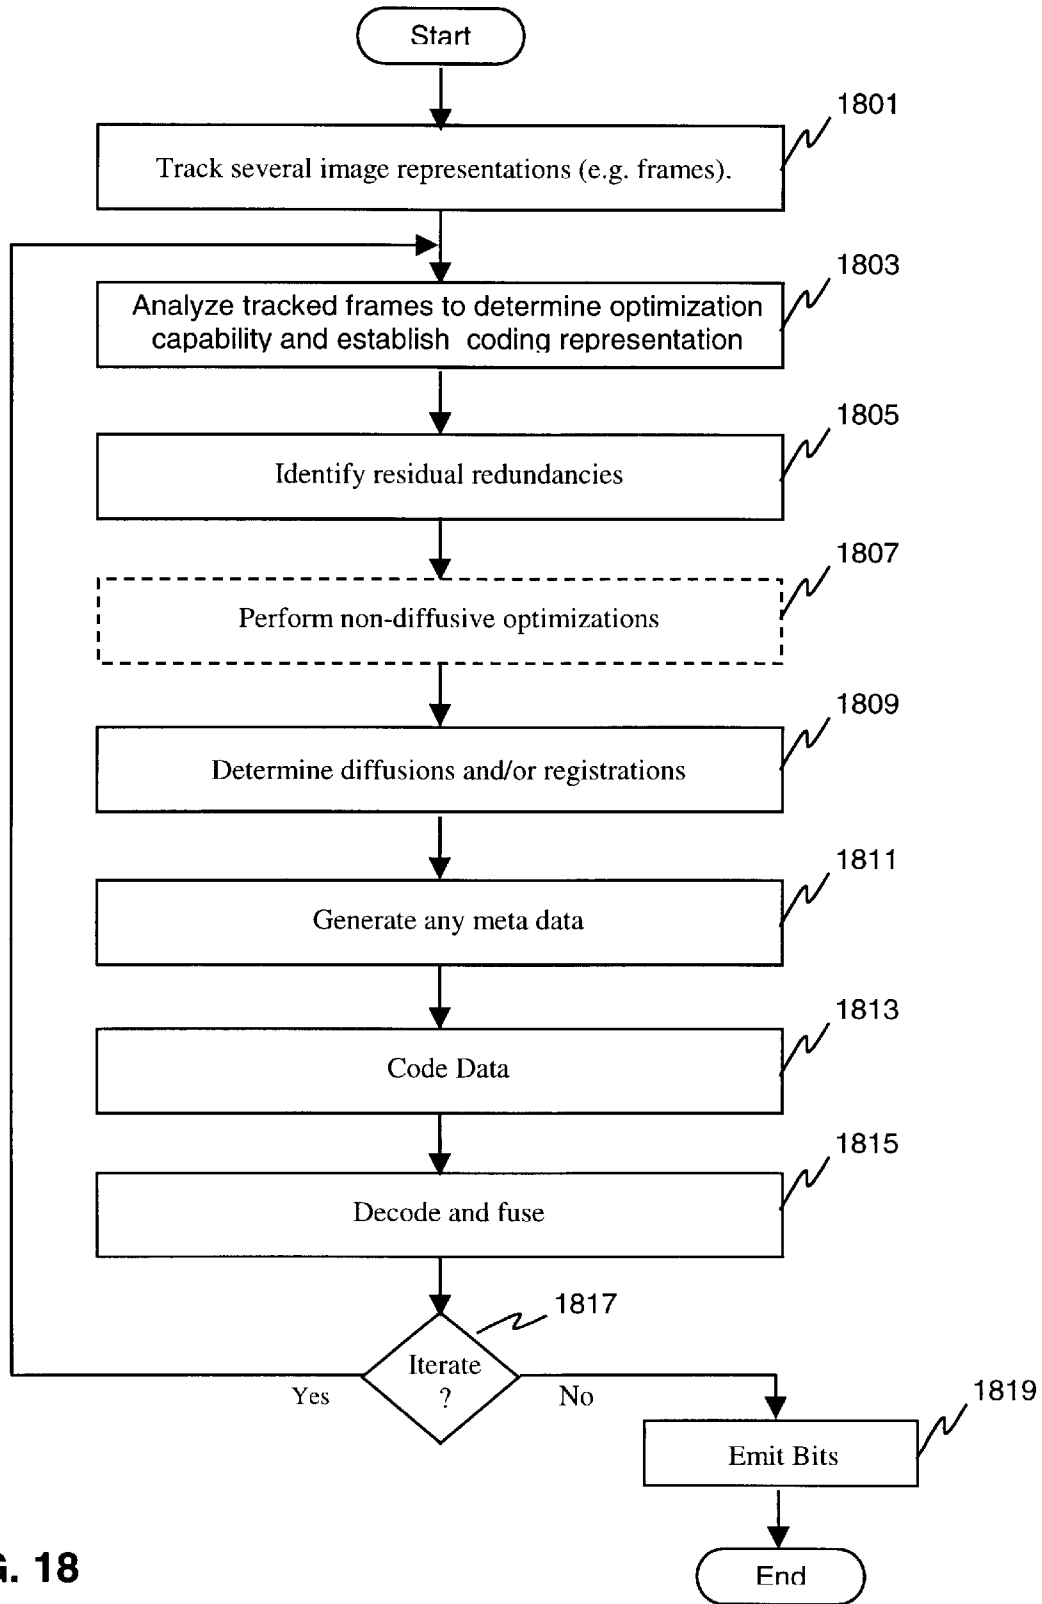 Start
1801
Track several image representations (e.g. frames).
1803
Analyze tracked frames to determine optimization
capability and establish coding representation
1805
Identify residual redundancies
1807
Perform non-diffusive optimizations
1809
Determine diffusions and/or registrations
1811
Generate any meta data
1813
Code Data
1815
Decode and fuse
1817
Iterate
?
Yes
No
1819
Emit Bits
End
G. 18